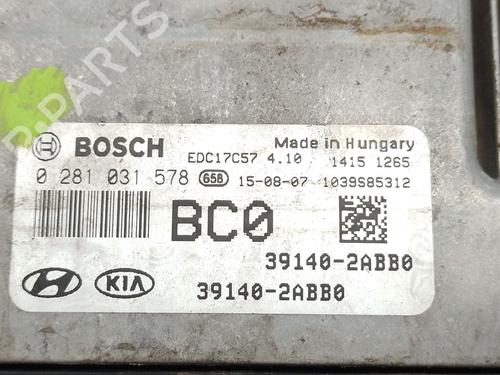 B-PARTS
BOSCH
Made in Hungary
EDC17C57 4.10 1415 1265
0 281 031 578 65B 15-08-07 1039S85312
BC0
39140-2ABB0
KIA
39140-2ABB0